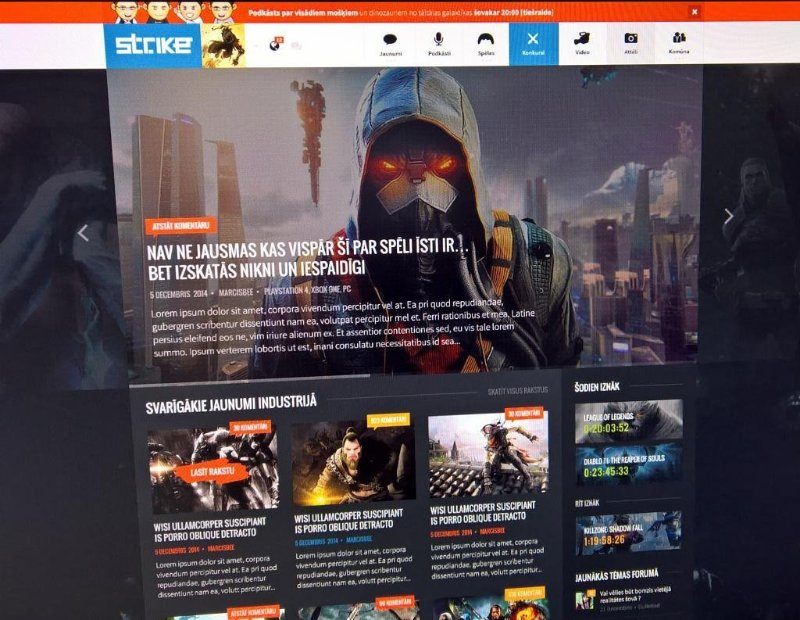 Podkāsts par visādiem mošķiem un dinozauriem no tālākās galaktikas šovakar 20:00 [tiešraide]
STRIKE
Jaunumi
Podkāsti
Spēles
Konkursi
Video
Attēli
Komūna
ATSTĀT KOMENTĀRU
NAV NE JAUSMAS KAS VISPĀR ŠĪ PAR SPĒLI ĪSTI IR...
BET IZSKATĀS NIKNI UN IESPAIDĪGI
5 DECEMBRIS, 2014 • MARCISBEE • PLAYSTATION 4, XBOX ONE, PC
Lorem ipsum dolor sit amet, corpora vivendum percipitur vel at. Ea pri quod repudiandae,
gubergren scribentur dissentiunt nam ea, volutpat percipitur mel et. Ferri rationibus et mea. Latine
persius eleifend eos ne, vim iriure alienum ex. Et assentior contentiones sed, eu vis tale lorem
summo. Ipsum verterem lobortis ut est, inani consulatu necessitatibus id sea...
SVARĪGĀKIE JAUNUMI INDUSTRIJĀ
SKATĪT VISUS RAKSTUS
30 KOMENTĀRI
LASĪT RAKSTU
WISI ULLAMCORPER SUSCIPIANT
IS PORRO OBLIQUE DETRACTO
5 DECEMBRIS, 2014 • MARCISBEE
Lorem ipsum dolor sit amet, corpora
vivendum percipitur vel at. Ea pri quod
repudiandae, gubergren scribentur
dissentiunt nam ea, volutpat percipitur...
KOMENTĀRI
WISI ULLAMCORPER SUSCIPIANT
IS PORRO OBLIQUE DETRACTO
5 DECEMBRIS, 2014 • MARCISBEE
Lorem ipsum dolor sit amet, corpora
vivendum percipitur vel at. Ea pri quod
repudiandae, gubergren scribentur
dissentiunt nam ea, volutpat percipitur...
30 KOMENTĀRI
WISI ULLAMCORPER SUSCIPIANT
IS PORRO OBLIQUE DETRACTO
5 DECEMBRIS, 2014 • MARCISBEE
Lorem ipsum dolor sit amet, corpora
vivendum percipitur vel at. Ea pri quod
repudiandae, gubergren scribentur
dissentiunt nam ea, volutpat percipitur...
ATSTĀT KOMENTĀRU
KOMENTĀRI
KOMENTĀRI
ŠODIEN IZNĀK
LEAGUE OF LEGENDS
0:20:03:52
DIABLO III: THE REAPER OF SOULS
0:23:45:33
RĪT IZNĀK
KILLZONE: SHADOW FALL
1:19:58:26
JAUNĀKĀS TĒMAS FORUMĀ
Vai vēlies būt bomzis vietējā
realitātes šovā ?